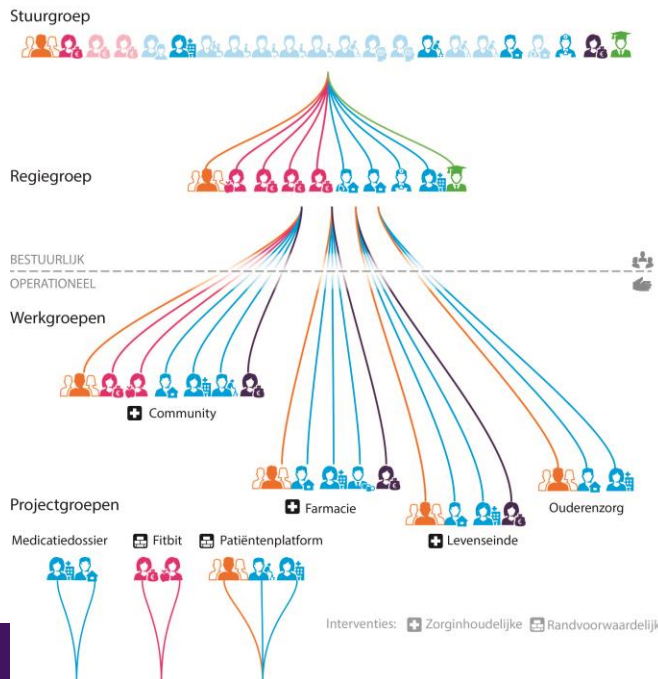 Stuurgroep
Regiegroep
BESTUURLIJK
OPERATIONEEL
Werkgroepen
Community
Farmacie
Levenseinde
Ouderenzorg
Projectgroepen
Medicatiedossier
Fitbit
Patiëntenplatform
Interventies: Zorginhoudelijke Randvoorwaardelijk